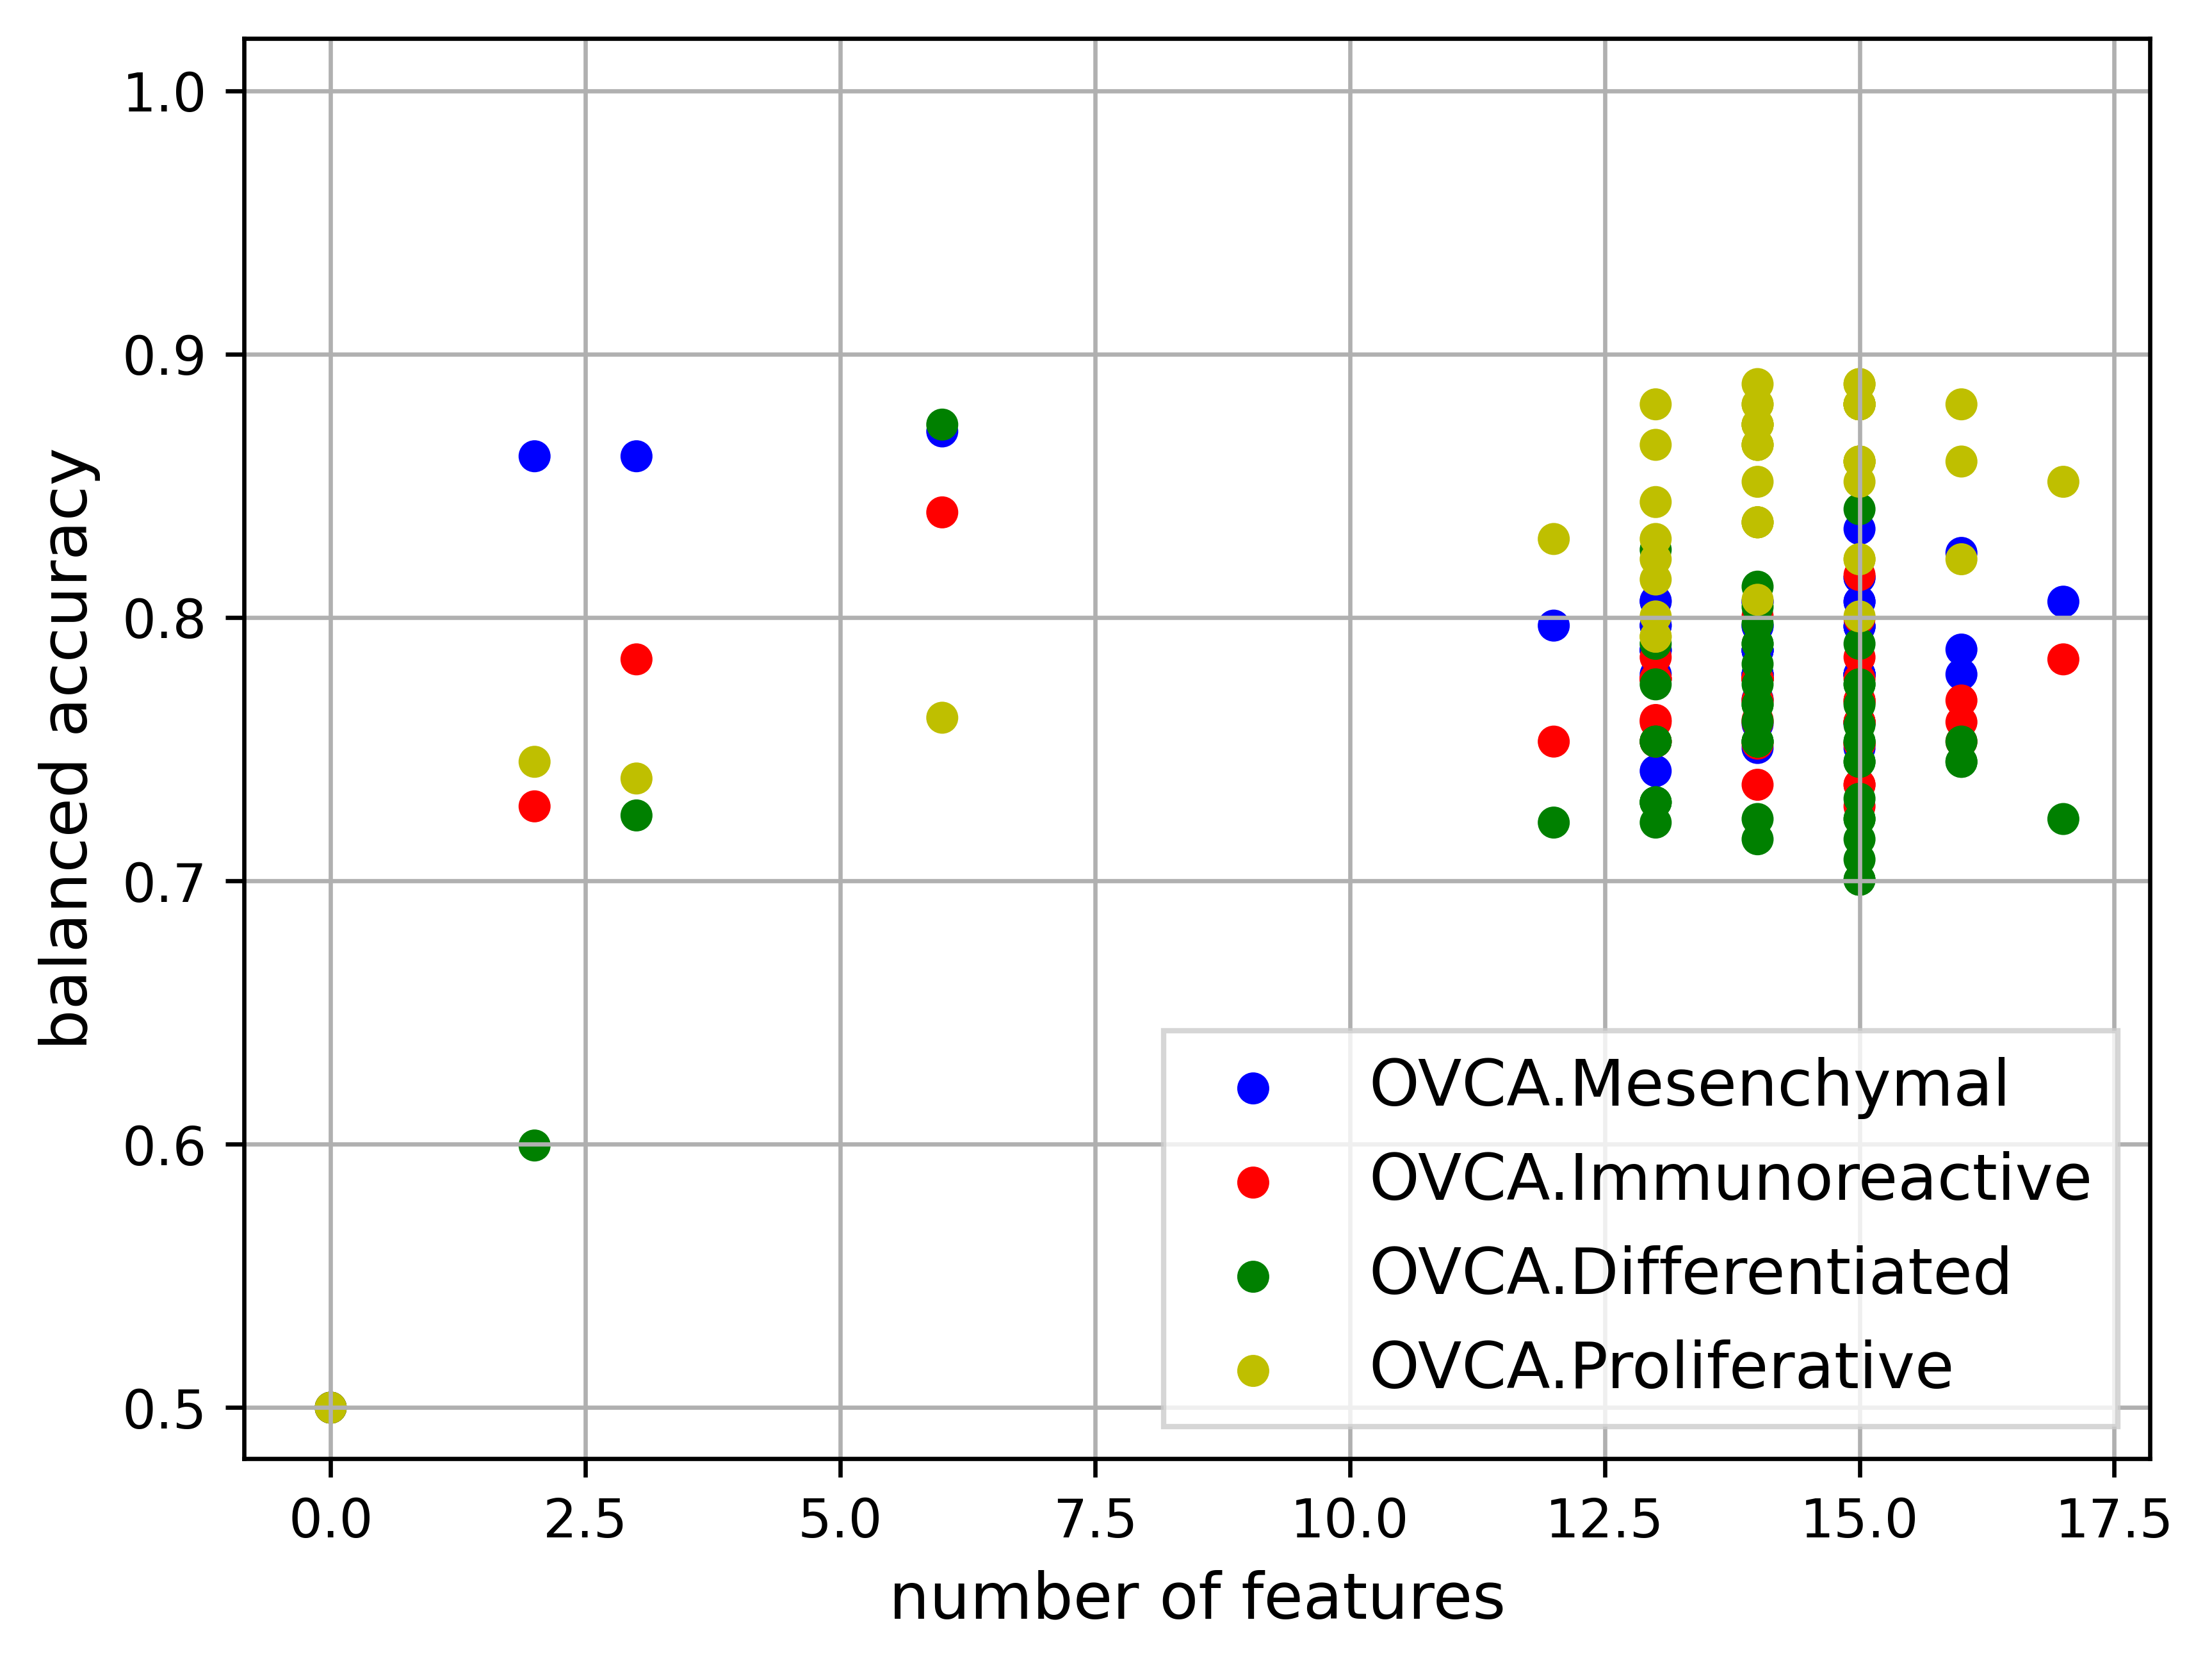 1.0
0.9
0.8
0.7
0.6
0.5
balanced accuracy
OVCA.Mesenchymal
OVCA.Immunoreactive
OVCA.Differentiated
OVCA.Proliferative
0.0 2.5 5.0 7.5 10.0 12.5 15.0 17.5
number of features